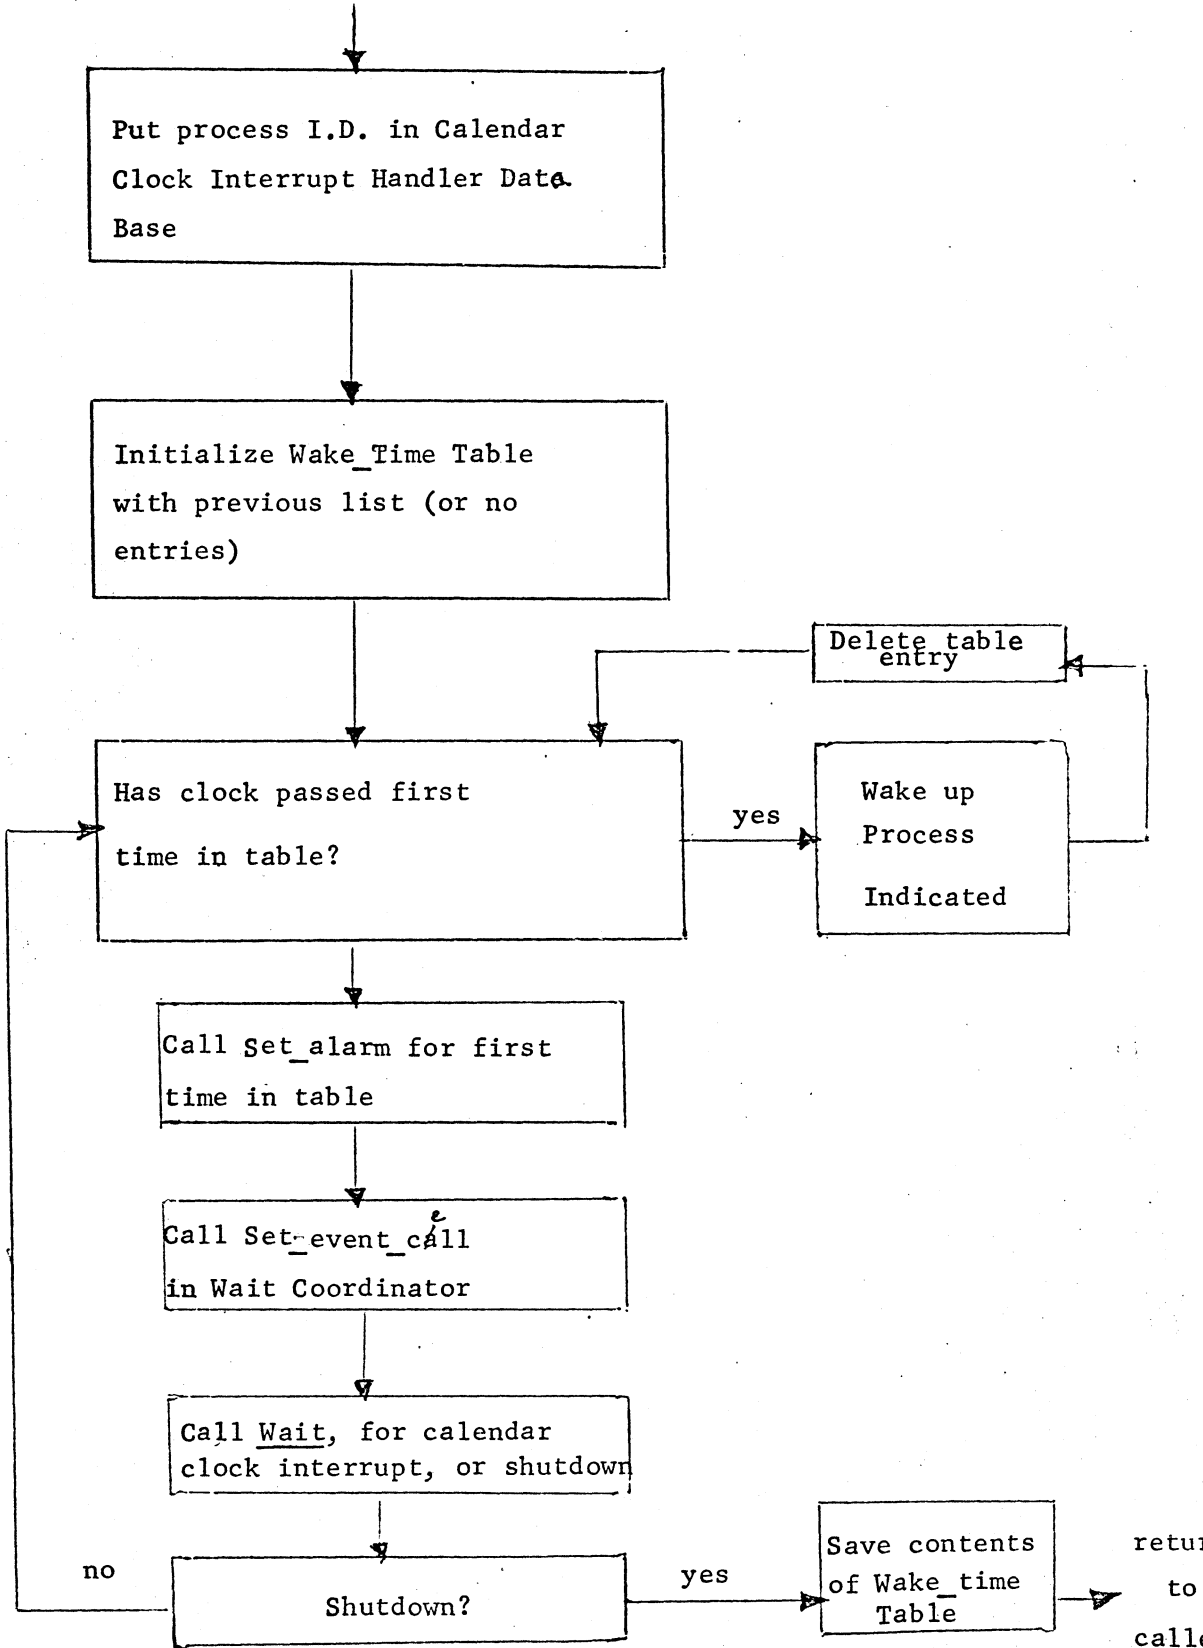 Put process I.D. in Calendar
Clock Interrupt Handler Data
Base
Initialize Wake_Time Table
with previous list (or no
entries)
Delete table
entry
Has clock passed first
time in table?
yes
Wake up
Process
Indicated
Call Set_alarm for first
time in table
Call Set_event_cell
in Wait Coordinator
Call Wait, for calendar
clock interrupt, or shutdown
no
Shutdown?
yes
Save contents
of Wake_time
Table
to